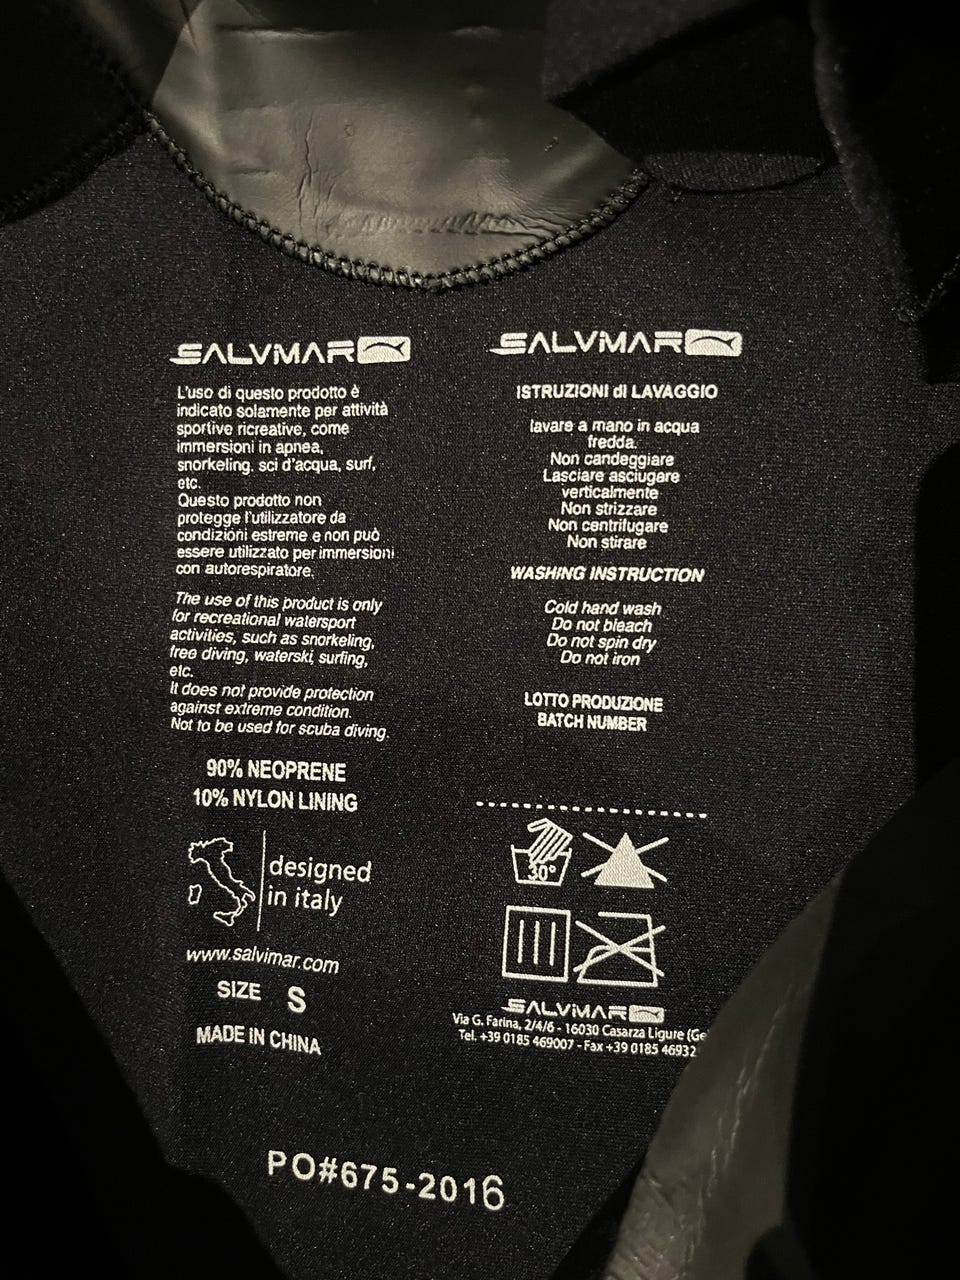 SALVIMAR
L'uso di questo prodotto è
indicato solamente per attività
sportive ricreative, come
immersioni in apnea,
snorkeling, sci d'acqua, surf,
etc.
Questo prodotto non
protegge l'utilizzatore da
condizioni estreme e non può
essere utilizzato per immersioni
con autorespiratore.
The use of this product is only
for recreational watersport
activities, such as snorkeling,
free diving, waterski, surfing,
etc.
It does not provide protection
against extreme condition.
Not to be used for scuba diving.
90% NEOPRENE
10% NYLON LINING
designed
in italy
www.salvimar.com
SIZE S
MADE IN CHINA
SALVIMAR
ISTRUZIONI di LAVAGGIO
lavare a mano in acqua
fredda.
Non candeggiare
Lasciare asciugare
verticalmente
Non strizzare
Non centrifugare
Non stirare
WASHING INSTRUCTION
Cold hand wash
Do not bleach
Do not spin dry
Do not iron
LOTTO PRODUZIONE
BATCH NUMBER
30°
SALVIMAR
Via G. Farina, 2/4/6 - 16030 Casarza Ligure (Ge
Tel. +39 0185 469007 - Fax +39 0185 46932
PO#675-2016